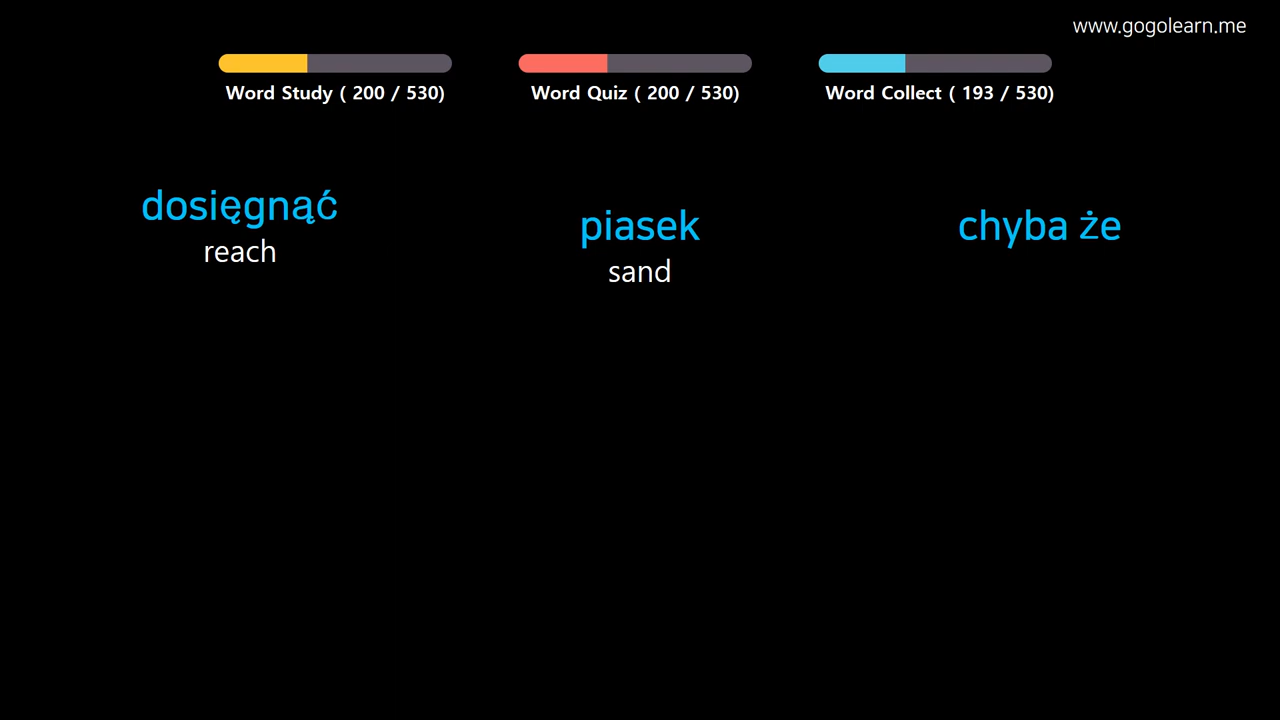 www.gogolearn.me
Word Study ( 200 / 530)
Word Quiz ( 200 / 530)
Word Collect ( 193 / 530)
dosięgnąć
reach
piasek
sand
chyba że